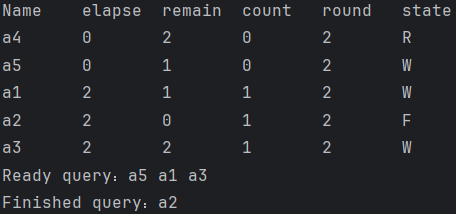 Name elapse remain count round state
a4 0 2 0 2 R
a5 0 1 0 2 W
a1 2 1 1 2 W
a2 2 0 1 2 F
a3 2 2 1 2 W
Ready query：a5 a1 a3
Finished query：a2